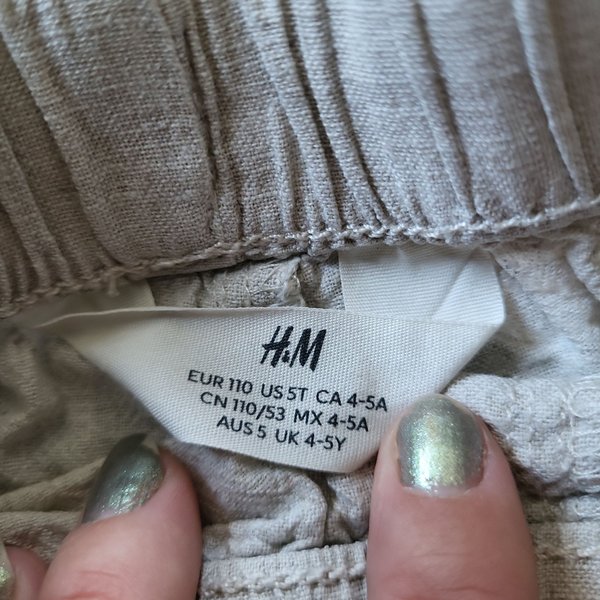 H&M
EUR 110 US 5T CA 4-5A
CN 110/53 MX 4-5A
AUS 5 UK 4-5Y